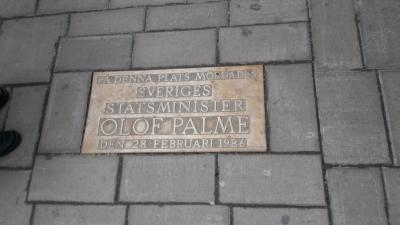 PÅ DENNA PLATS MÖRDADES
SVERIGES
STATSMINISTER
OLOF PALME
DEN 28 FEBRUARI 1986